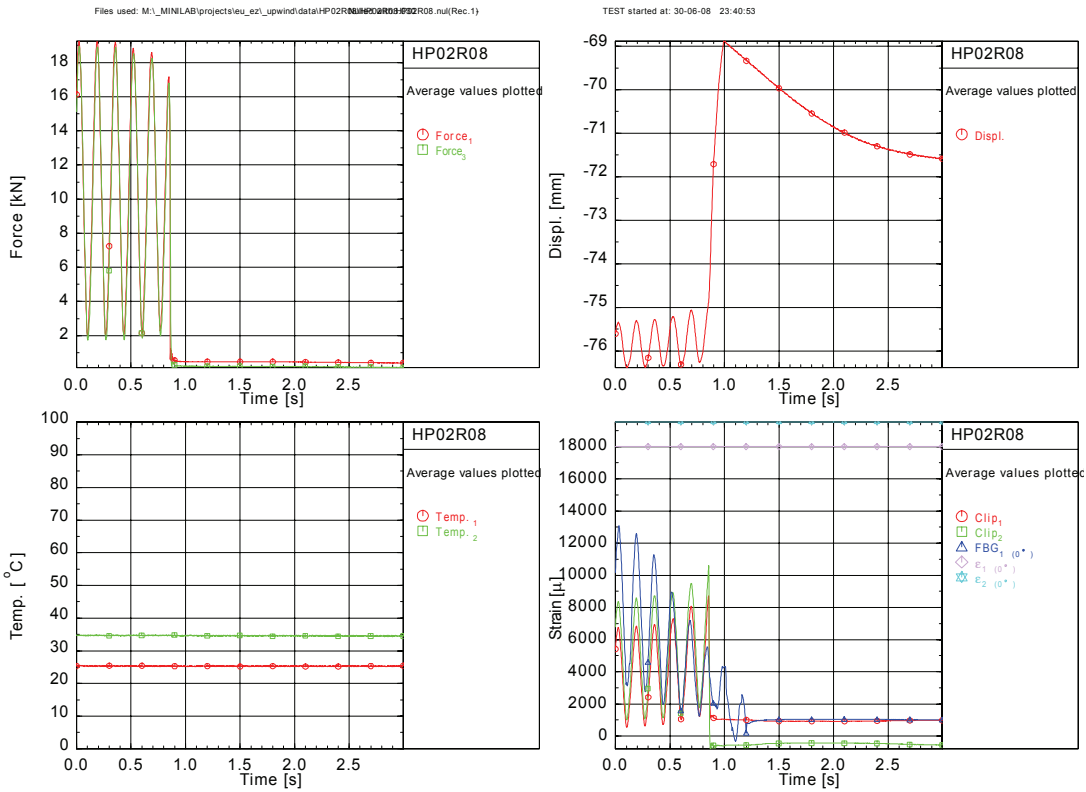 Files used: M:\_MINILAB\projects\eu_ez\_upwind\data\HP02R08
HP02R08.nul(Rec.1)
TEST started at: 30-06-08 23:40:53
HP02R08
Average values plotted
Force1
Force3
18
16
14
12
10
8
6
4
2
Force [kN]
0.0 0.5 1.0 1.5 2.0 2.5
Time [s]
HP02R08
Average values plotted
Displ.
-69
-70
-71
-72
-73
-74
-75
-76
Displ. [mm]
0.0 0.5 1.0 1.5 2.0 2.5
Time [s]
HP02R08
Average values plotted
Temp. 1
Temp. 2
100
90
80
70
60
50
40
30
20
10
0
Temp. [ °C]
0.0 0.5 1.0 1.5 2.0 2.5
Time [s]
HP02R08
Average values plotted
Clip1
Clip2
FBG1 (0°)
ε1 (0°)
ε2 (0°)
18000
16000
14000
12000
10000
8000
6000
4000
2000
0
Strain [µ]
0.0 0.5 1.0 1.5 2.0 2.5
Time [s]